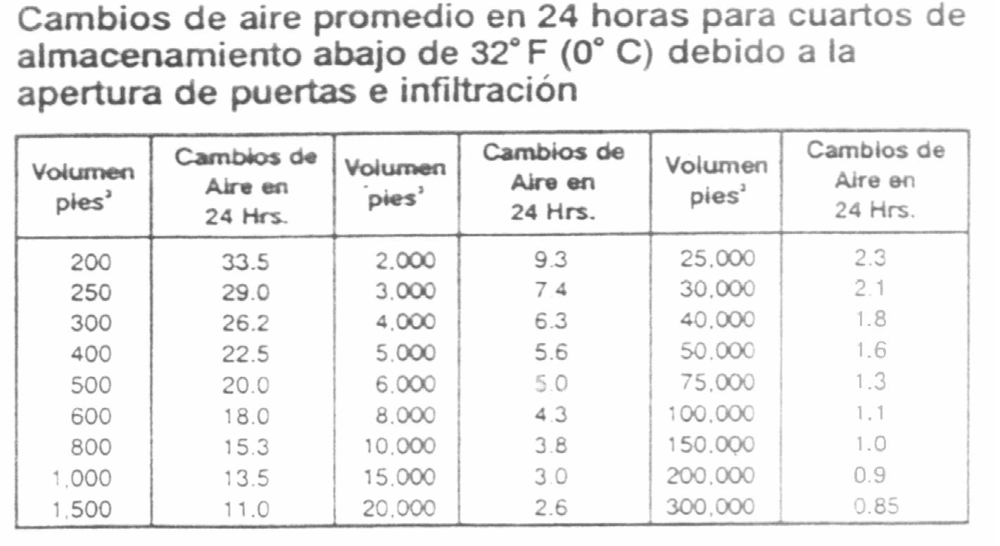 Cambios de aire promedio en 24 horas para cuartos de
almacenamiento abajo de 32° F (0° C) debido a la
apertura de puertas e infiltración
Volumen pies³ Cambios de Aire en 24 Hrs. Volumen pies³ Cambios de Aire en 24 Hrs. Volumen pies³ Cambios de Aire en 24 Hrs.
200 33.5 2.000 9.3 25,000 2.3
250 29.0 3.000 7.4 30,000 2.1
300 26.2 4,000 6.3 40,000 1.8
400 22.5 5.000 5.6 50,000 1.6
500 20.0 6.000 5.0 75,000 1.3
600 18.0 8.000 4.3 100,000 1.1
800 15.3 10.000 3.8 150.000 1.0
1,000 13.5 15.000 3.0 200,000 0.9
1,500 11.0 20,000 2.6 300,000 0.85